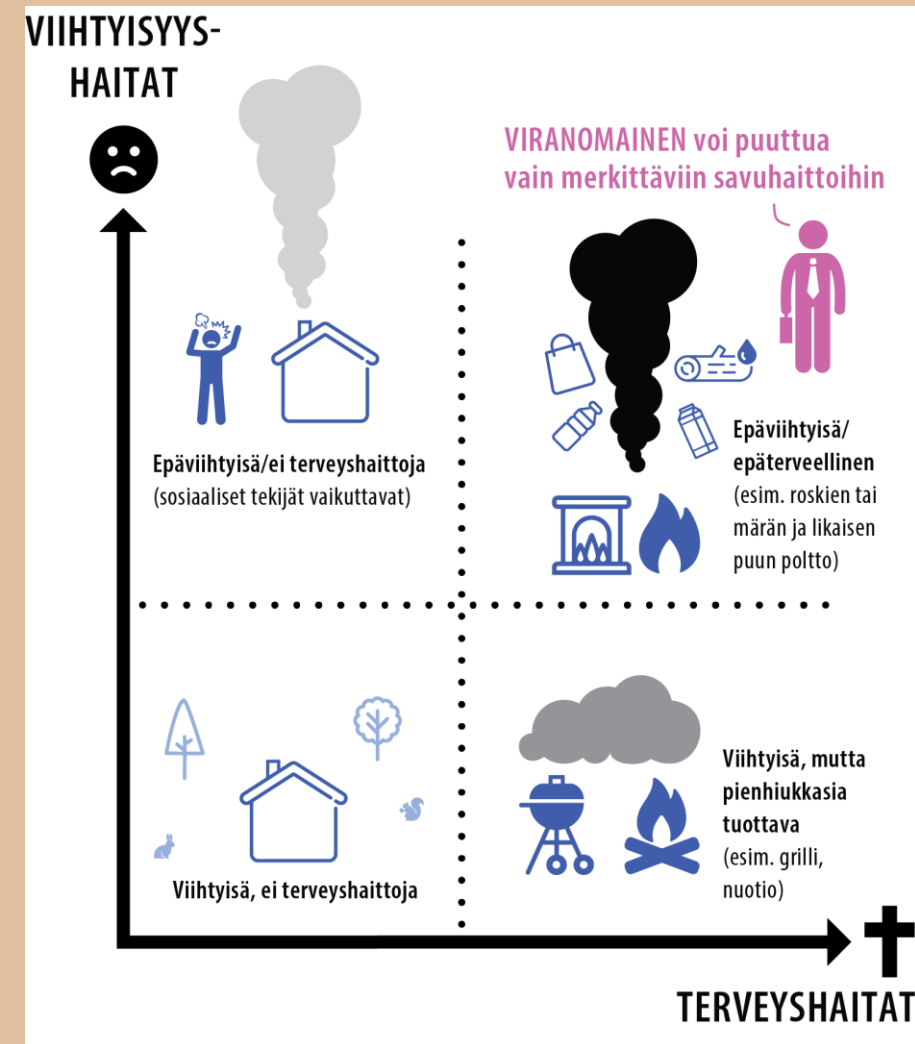 VIIHTYISYYS-
HAITAT
VIRANOMAINEN voi puuttua
vain merkittäviin savuhaittoihin
Epäviihtyisä/ei terveyshaittoja
(sosiaaliset tekijät vaikuttavat)
Epäviihtyisä/
epäterveellinen
(esim. roskien tai
märän ja likaisen
puun poltto)
Viihtyisä, ei terveyshaittoja
Viihtyisä, mutta
pienhiukkasia
tuottava
(esim. grilli,
nuotio)
TERVEYSHAITAT